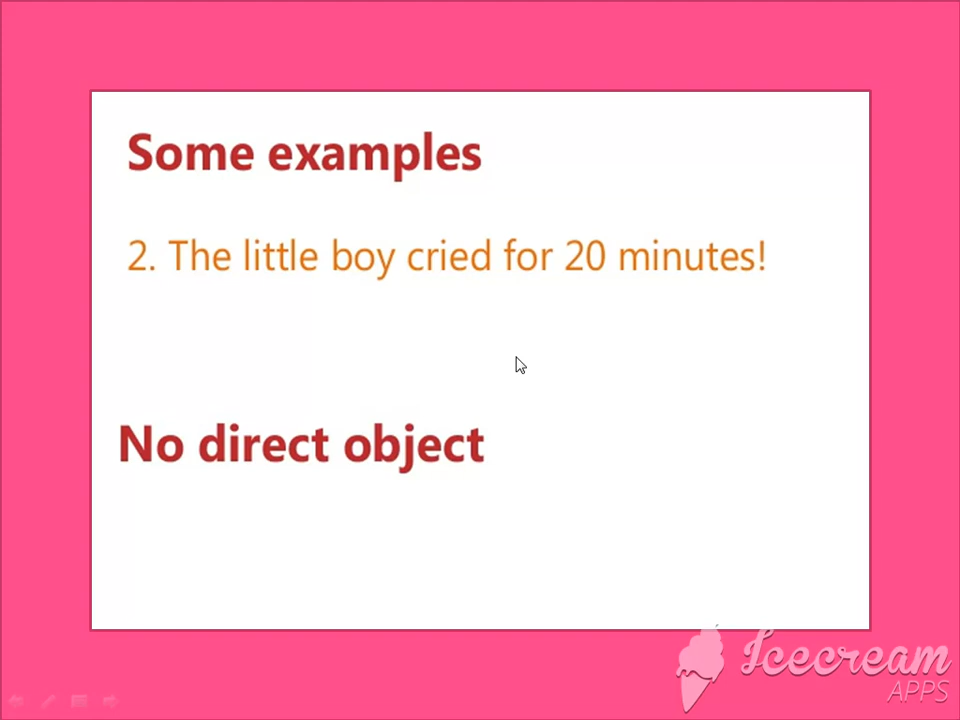 Some examples
2. The little boy cried for 20 minutes!
No direct object
Icecream
APPS